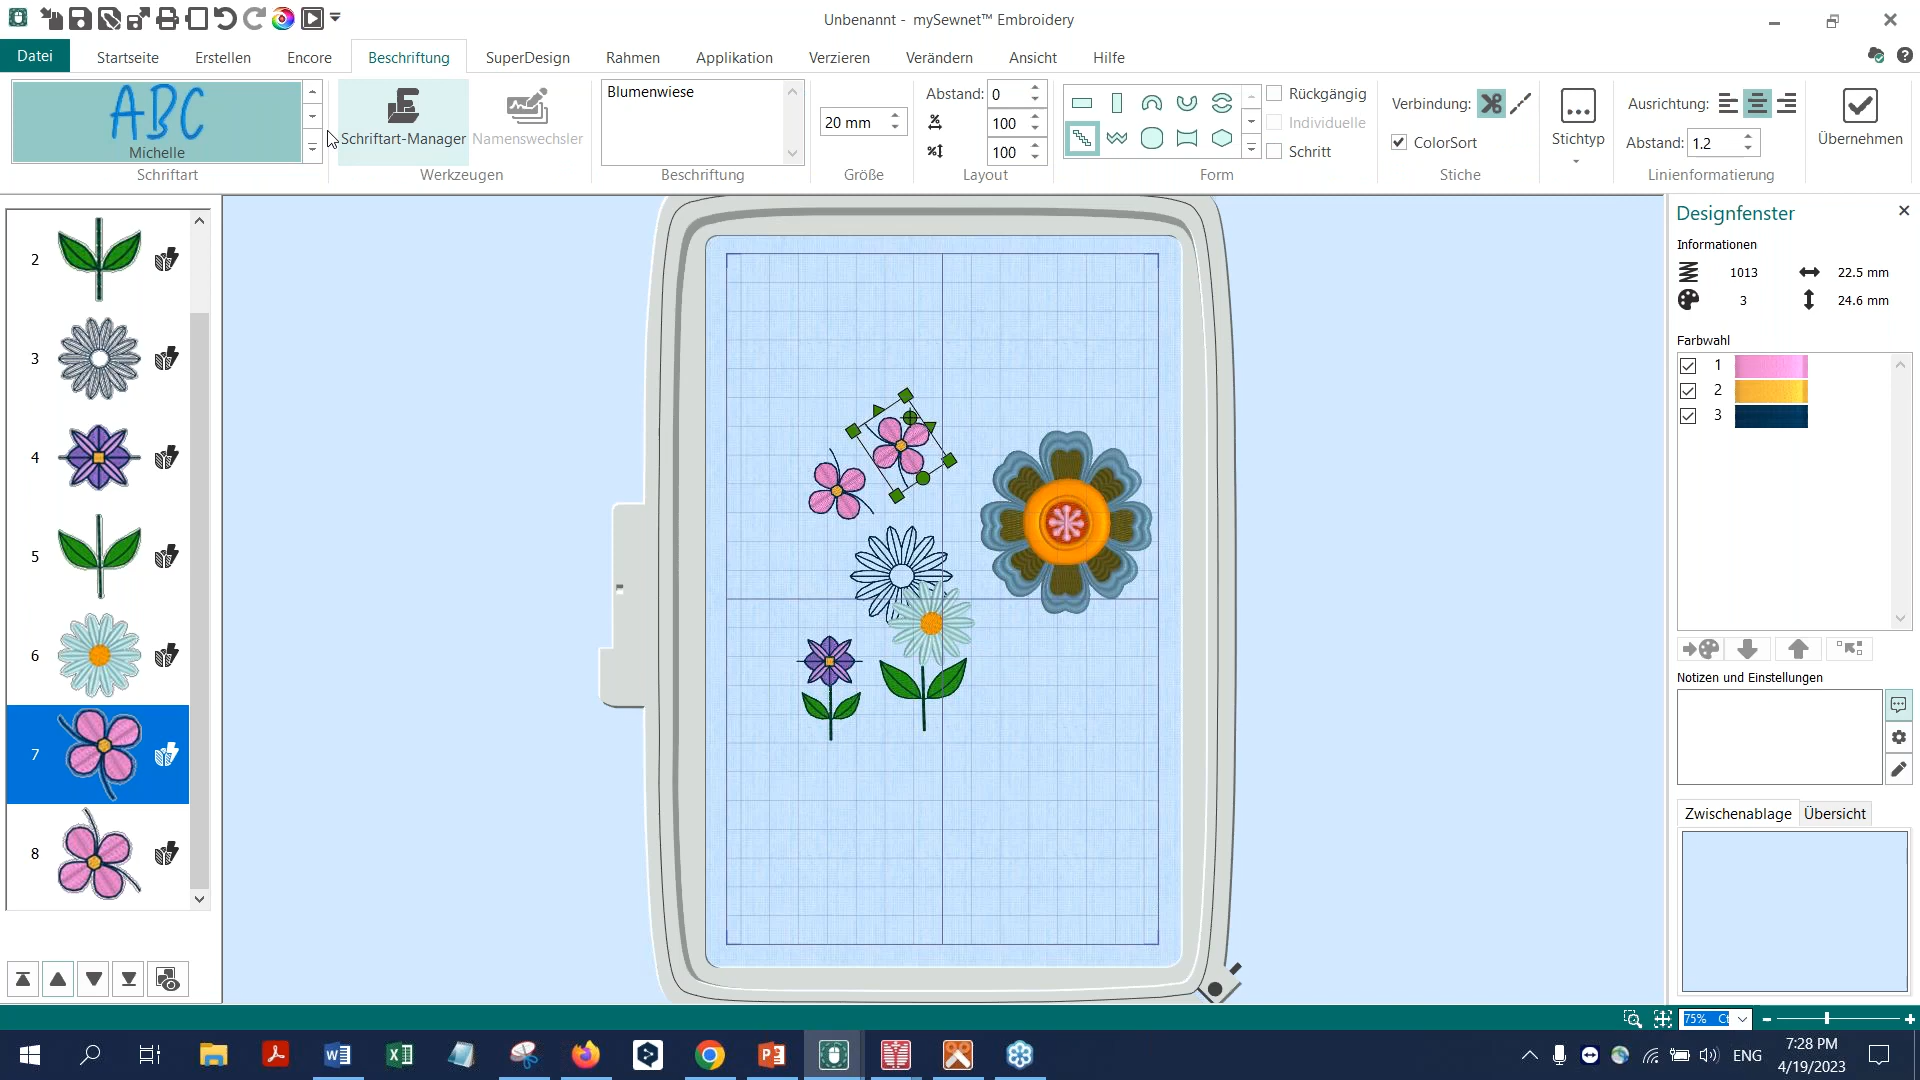 Unbenannt - mySewnet™ Embroidery
Datei Startseite Erstellen Encore Beschriftung SuperDesign Rahmen Applikation Verzieren Verändern Ansicht Hilfe
ABC
Michelle
Schriftart
Schriftart-Manager Namenswechsler
Werkzeugen
Blumenwiese
Beschriftung
20 mm
Größe
Abstand: 0
100
100
Layout
Rückgängig
Individuelle
Schritt
Form
Verbindung:
ColorSort
Stiche
Stichtyp
Ausrichtung:
Abstand: 1.2
Linienformatierung
Übernehmen
2
3
4
5
6
7
8
Designfenster
Informationen
1013 22.5 mm
3 24.6 mm
Farbwahl
1
2
3
Notizen und Einstellungen
Zwischenablage Übersicht
75%
ENG
7:28 PM
4/19/2023